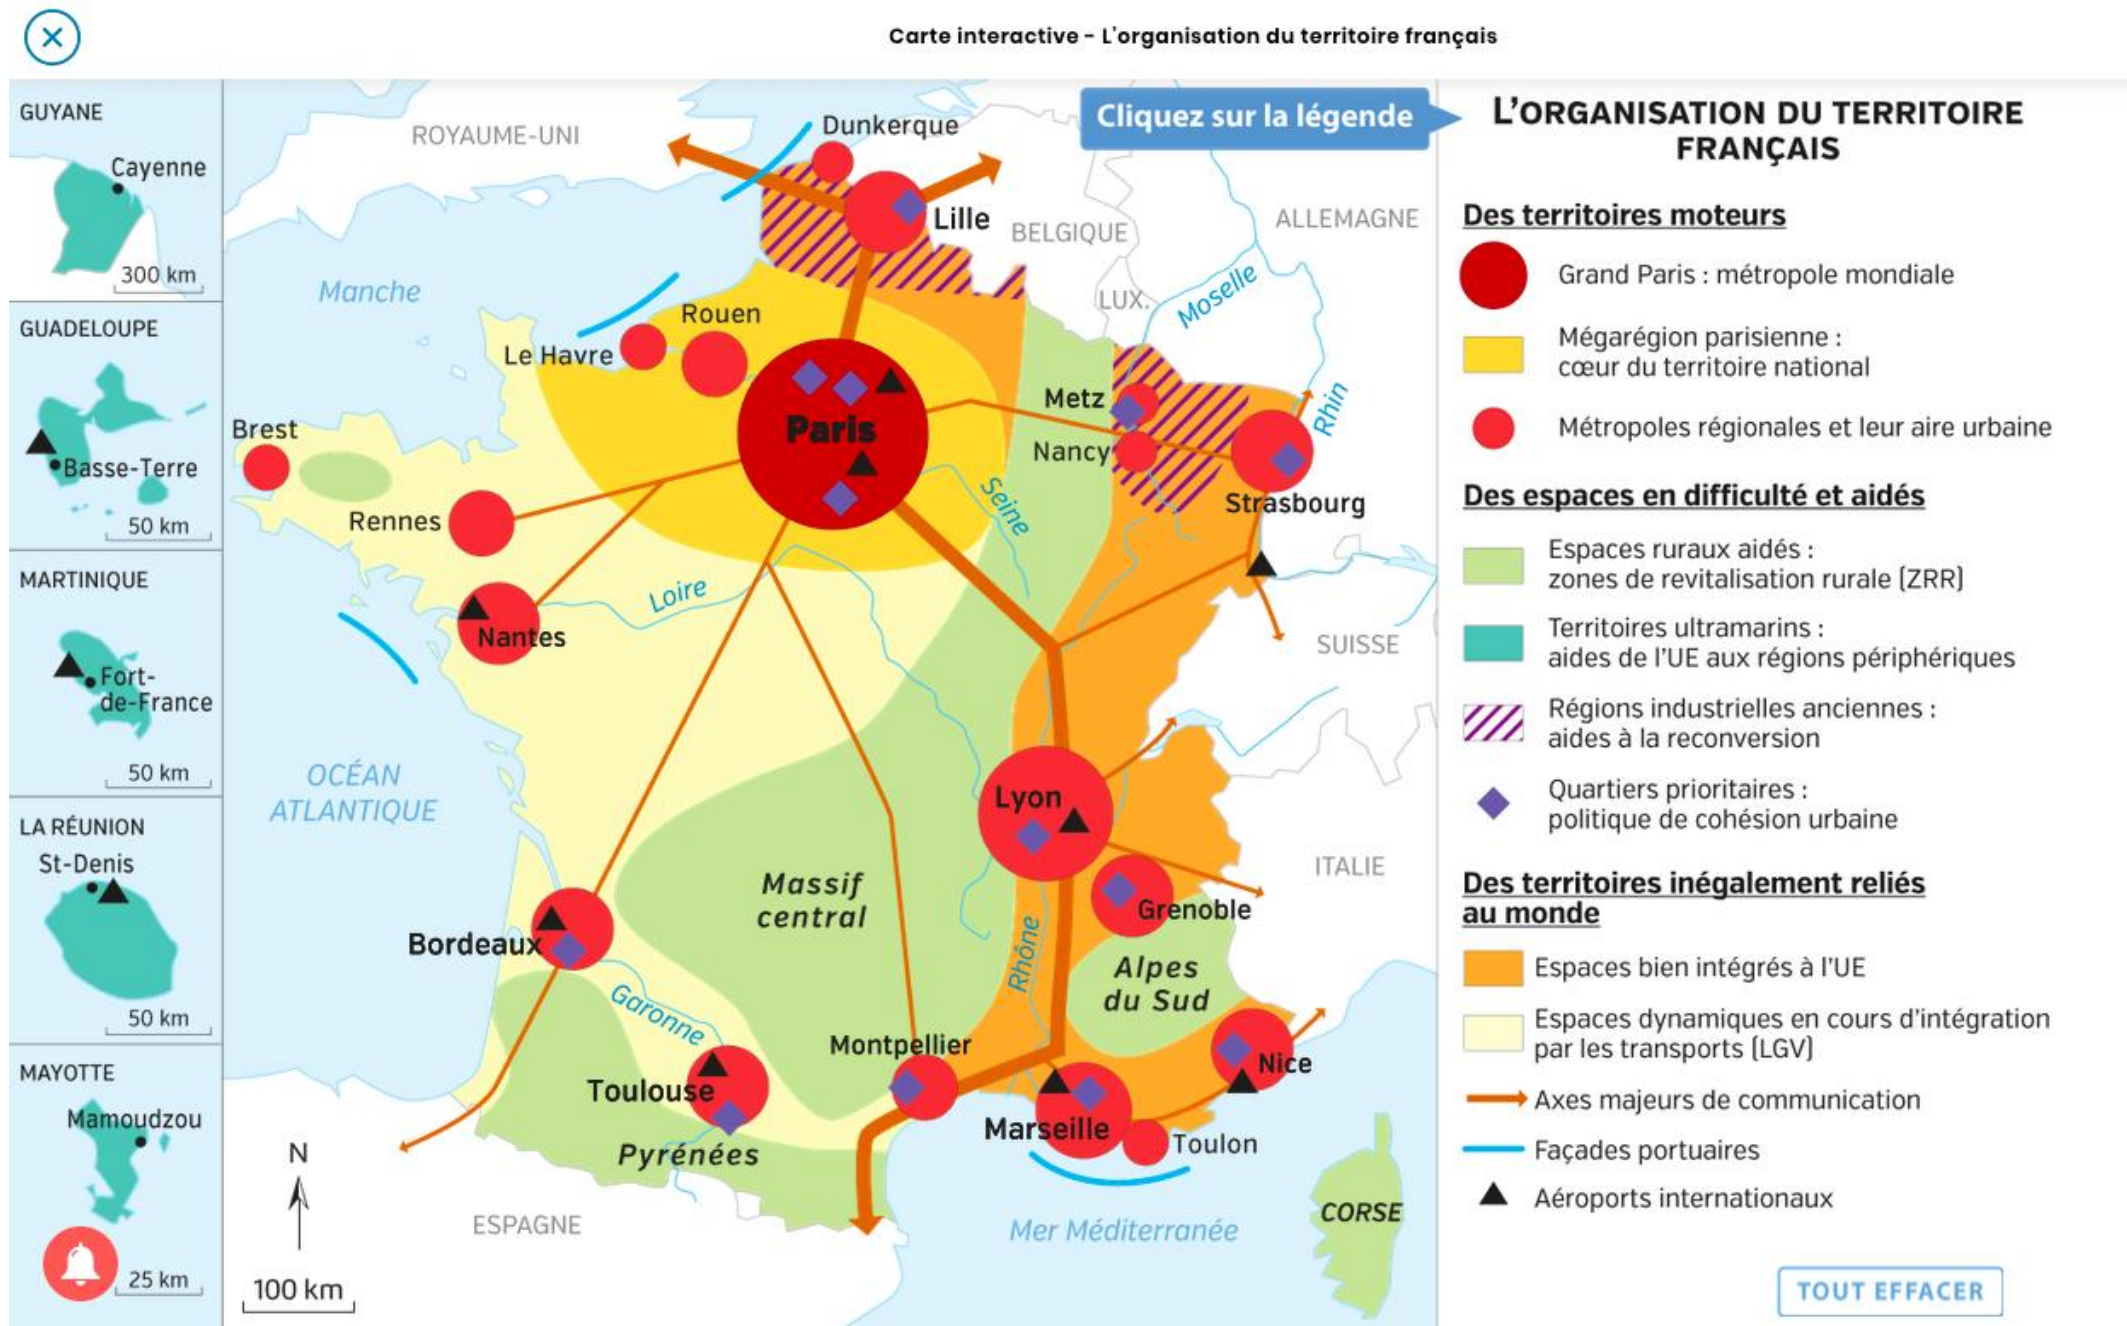 Carte interactive - L'organisation du territoire français
GUYANE
Cayenne
300 km
GUADELOUPE
Basse-Terre
50 km
MARTINIQUE
Fort-
de-France
50 km
LA RÉUNION
St-Denis
50 km
MAYOTTE
Mamoudzou
25 km
ROYAUME-UNI
Dunkerque
Cliquez sur la légende
Lille
BELGIQUE
ALLEMAGNE
Manche
LUX.
Moselle
Rouen
Le Havre
Metz
Rhin
Brest
Paris
Nancy
Seine
Strasbourg
Rennes
Loire
Nantes
SUISSE
OCÉAN
ATLANTIQUE
Lyon
ITALIE
Massif
central
Grenoble
Bordeaux
Rhône
Alpes
du Sud
Garonne
Montpellier
Nice
Toulouse
Marseille
Toulon
Pyrénées
N
ESPAGNE
Mer Méditerranée
CORSE
100 km
L'ORGANISATION DU TERRITOIRE
FRANÇAIS
Des territoires moteurs
Grand Paris : métropole mondiale
Mégarégion parisienne :
cœur du territoire national
Métropoles régionales et leur aire urbaine
Des espaces en difficulté et aidés
Espaces ruraux aidés :
zones de revitalisation rurale (ZRR)
Territoires ultramarins :
aides de l'UE aux régions périphériques
Régions industrielles anciennes :
aides à la reconversion
Quartiers prioritaires :
politique de cohésion urbaine
Des territoires inégalement reliés
au monde
Espaces bien intégrés à l'UE
Espaces dynamiques en cours d'intégration
par les transports (LGV)
Axes majeurs de communication
Façades portuaires
Aéroports internationaux
TOUT EFFACER